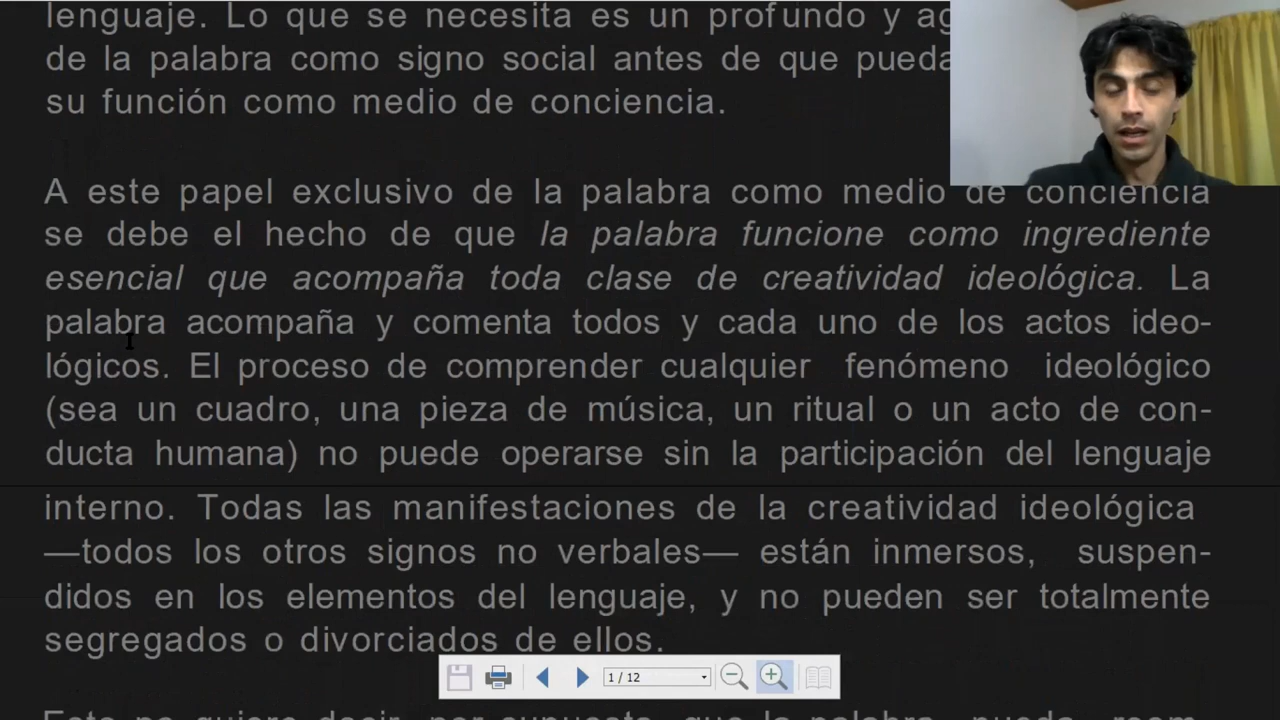 lenguaje. Lo que se necesita es un profundo y ag
de la palabra como signo social antes de que pueda
su función como medio de conciencia.
A este papel exclusivo de la palabra como medio de conciencia
se debe el hecho de que la palabra funcione como ingrediente
esencial que acompaña toda clase de creatividad ideológica. La
palabra acompaña y comenta todos y cada uno de los actos ideo-
lógicos. El proceso de comprender cualquier fenómeno ideológico
(sea un cuadro, una pieza de música, un ritual o un acto de con-
ducta humana) no puede operarse sin la participación del lenguaje
interno. Todas las manifestaciones de la creatividad ideológica
—todos los otros signos no verbales— están inmersos, suspen-
didos en los elementos del lenguaje, y no pueden ser totalmente
segregados o divorciados de ellos.
1 / 12